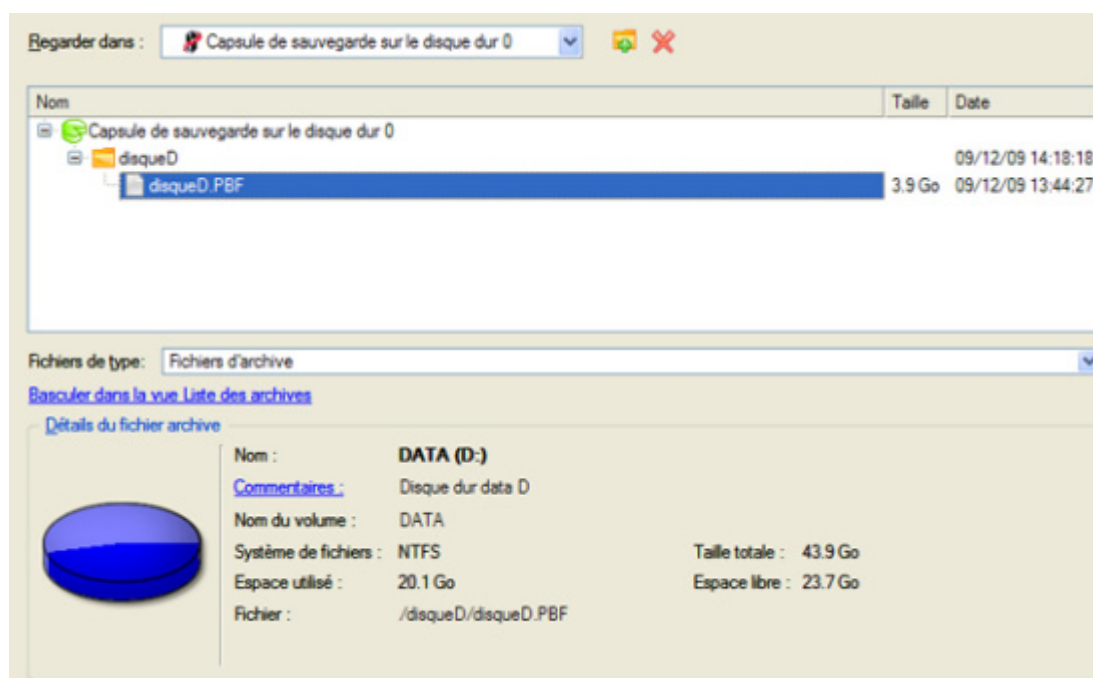 Regarder dans : Capsule de sauvegarde sur le disque dur 0
Nom Taille Date
Capsule de sauvegarde sur le disque dur 0
disqueD 09/12/09 14:18:18
disqueD.PBF 3.9 Go 09/12/09 13:44:27
Fichiers de type: Fichiers d'archive
Basculer dans la vue Liste des archives
Détails du fichier archive
Nom : DATA (D:)
Commentaires : Disque dur data D
Nom du volume : DATA
Système de fichiers : NTFS Taille totale : 43.9 Go
Espace utilisé : 20.1 Go Espace libre : 23.7 Go
Fichier : /disqueD/disqueD.PBF